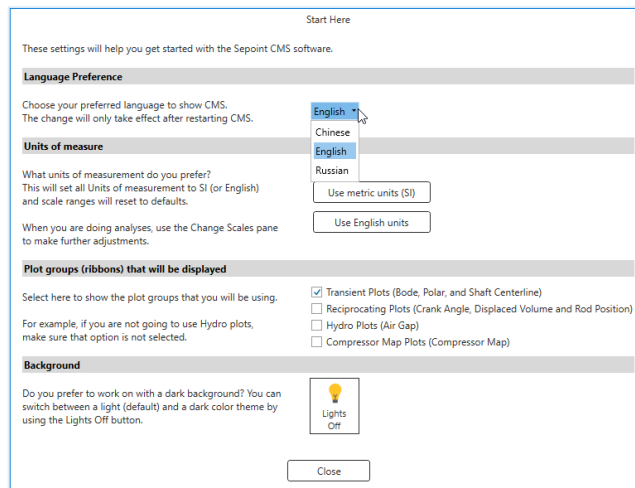 Start Here
These settings will help you get started with the Sepoint CMS software.
Language Preference
Choose your preferred language to show CMS.
The change will only take effect after restarting CMS.
English
Chinese
English
Russian
Units of measure
What units of measurement do you prefer?
This will set all Units of measurement to SI (or English)
and scale ranges will reset to defaults.
When you are doing analyses, use the Change Scales pane
to make further adjustments.
Use metric units (SI)
Use English units
Plot groups (ribbons) that will be displayed
Select here to show the plot groups that you will be using.
For example, if you are not going to use Hydro plots,
make sure that option is not selected.
Transient Plots (Bode, Polar, and Shaft Centerline)
Reciprocating Plots (Crank Angle, Displaced Volume and Rod Position)
Hydro Plots (Air Gap)
Compressor Map Plots (Compressor Map)
Background
Do you prefer to work on with a dark background? You can
switch between a light (default) and a dark color theme by
using the Lights Off button.
Lights
Off
Close